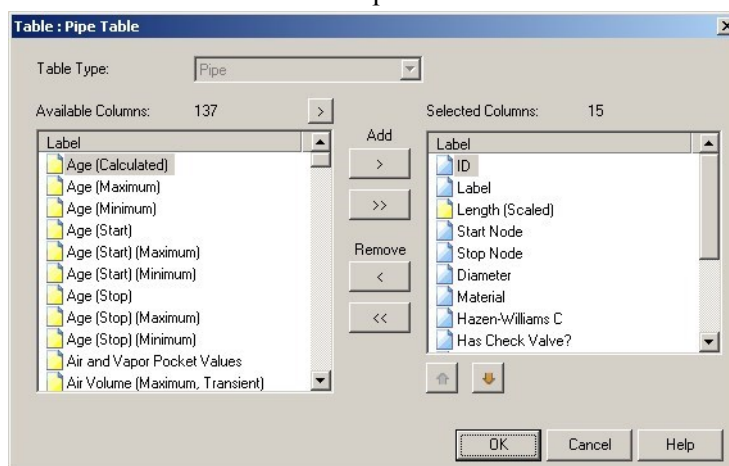 Table : Pipe Table
Table Type: Pipe
Available Columns: 137 >
Label
Age (Calculated)
Age (Maximum)
Age (Minimum)
Age (Start)
Age (Start) (Maximum)
Age (Start) (Minimum)
Age (Stop)
Age (Stop) (Maximum)
Age (Stop) (Minimum)
Air and Vapor Pocket Values
Air Volume (Maximum, Transient)
Add
>
>>
Remove
<
<<
Selected Columns: 15
Label
ID
Label
Length (Scaled)
Start Node
Stop Node
Diameter
Material
Hazen-Williams C
Has Check Valve?
OK Cancel Help